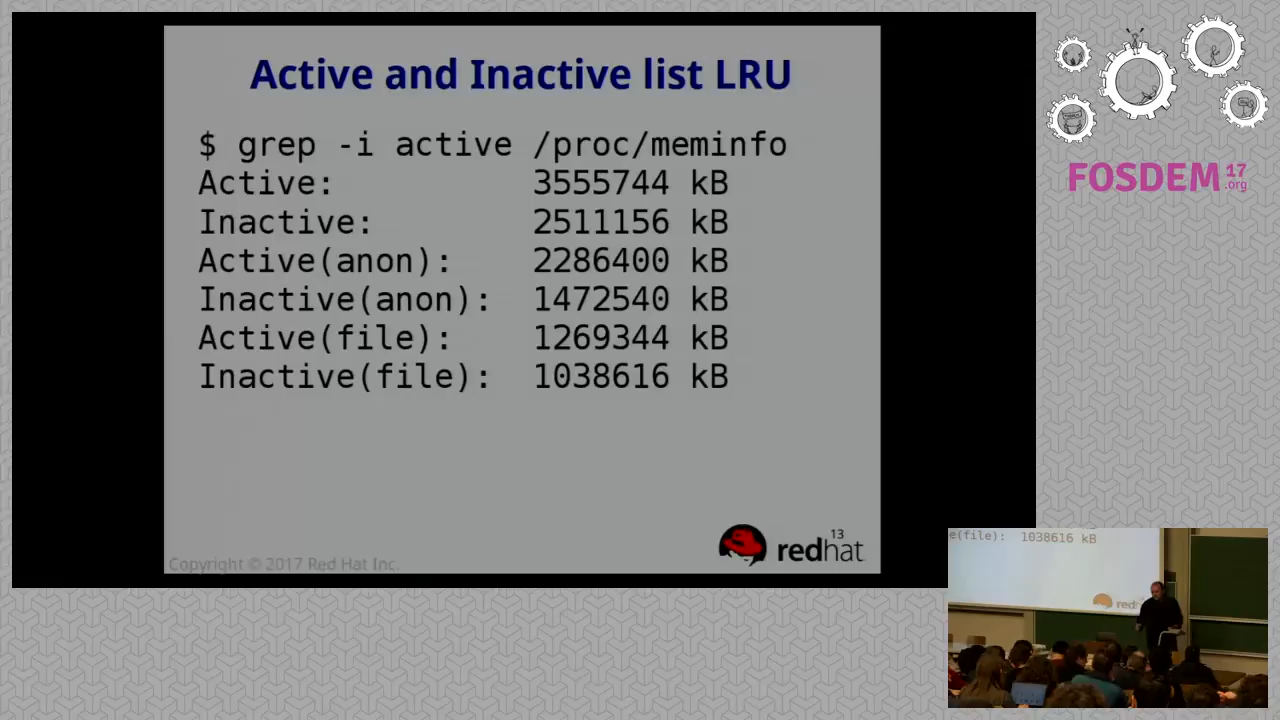 Active and Inactive list LRU
$ grep -i active /proc/meminfo
Active: 3555744 kB
Inactive: 2511156 kB
Active(anon): 2286400 kB
Inactive(anon): 1472540 kB
Active(file): 1269344 kB
Inactive(file): 1038616 kB
13
redhat
Copyright © 2017 Red Hat Inc.
FOSDEM 17 .org
e(file): 1038616 kB
red